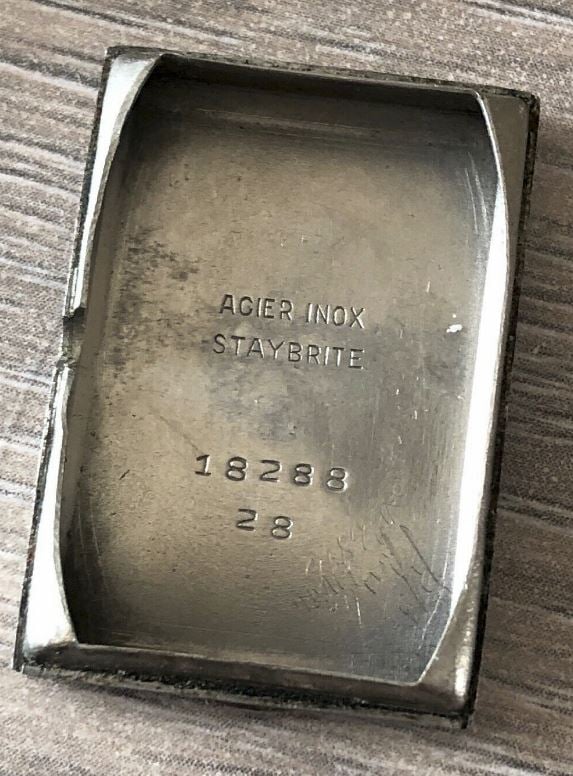 ACIER INOX
STAYBRITE
18288
28